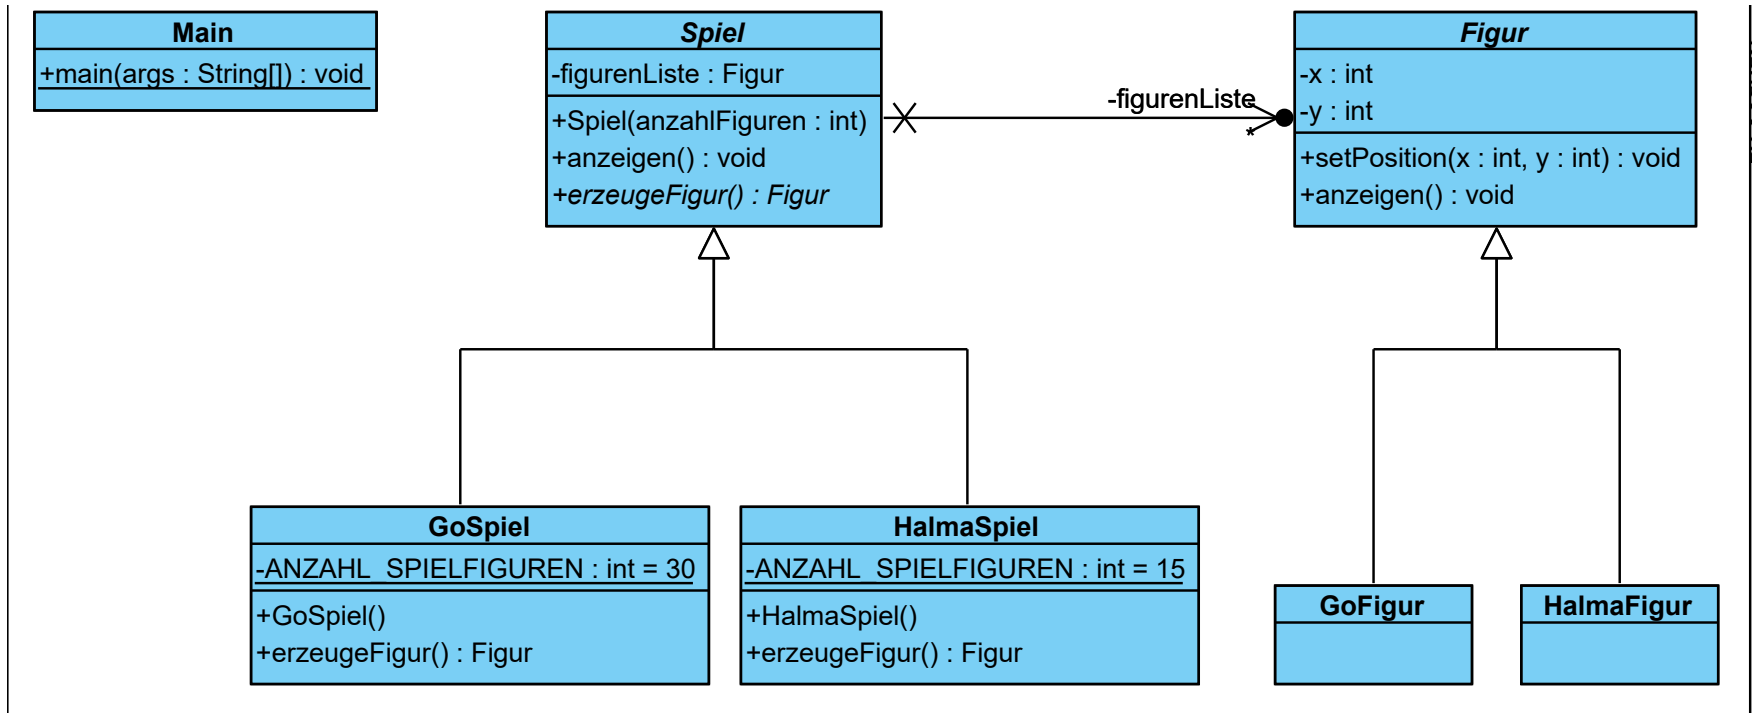 Main
+main(args : String[]) : void
Spiel
-figurenListe : Figur
+Spiel(anzahlFiguren : int)
+anzeigen() : void
+erzeugeFigur() : Figur
-figurenListe
*
Figur
-x : int
-y : int
+setPosition(x : int, y : int) : void
+anzeigen() : void
GoSpiel
-ANZAHL_SPIELFIGUREN : int = 30
+GoSpiel()
+erzeugeFigur() : Figur
HalmaSpiel
-ANZAHL_SPIELFIGUREN : int = 15
+HalmaSpiel()
+erzeugeFigur() : Figur
GoFigur
HalmaFigur